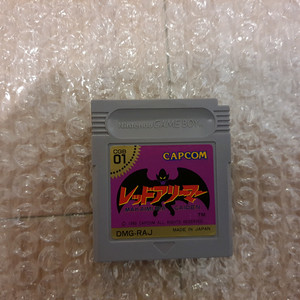 Nintendo GAME BOY
CGB
01
CAPCOM
レッドアリーマー
TM
DMG-RAJ
MADE IN JAPAN